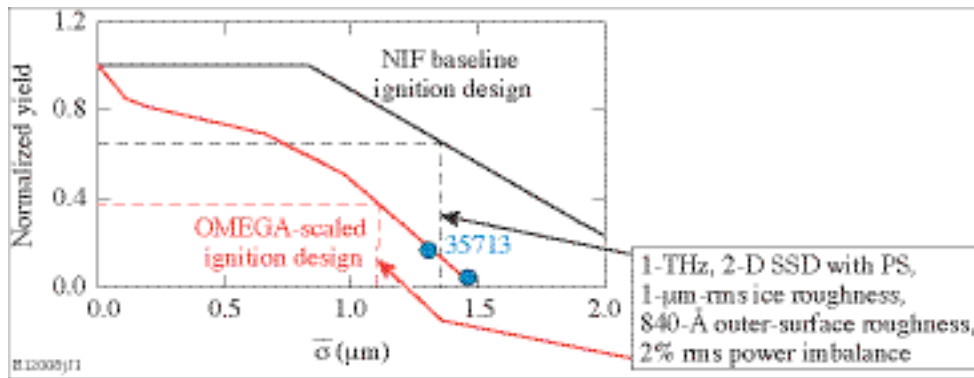 1.2
0.8
0.4
0.0
Normalized yield
NIF baseline
ignition design
OMEGA-scaled
ignition design
35713
0.0
0.5
1.0
1.5
2.0
σ̅ (μm)
1-THz, 2-D SSD with PS,
1-μm-rms ice roughness,
840-Å outer-surface roughness,
2% rms power imbalance